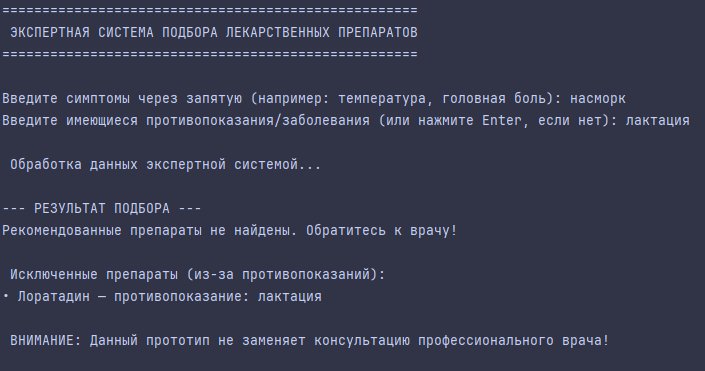 ====================================================
ЭКСПЕРТНАЯ СИСТЕМА ПОДБОРА ЛЕКАРСТВЕННЫХ ПРЕПАРАТОВ
====================================================
Введите симптомы через запятую (например: температура, головная боль): насморк
Введите имеющиеся противопоказания/заболевания (или нажмите Enter, если нет): лактация
Обработка данных экспертной системой...
--- РЕЗУЛЬТАТ ПОДБОРА ---
Рекомендованные препараты не найдены. Обратитесь к врачу!
Исключенные препараты (из-за противопоказаний):
• Лоратадин — противопоказание: лактация
ВНИМАНИЕ: Данный прототип не заменяет консультацию профессионального врача!